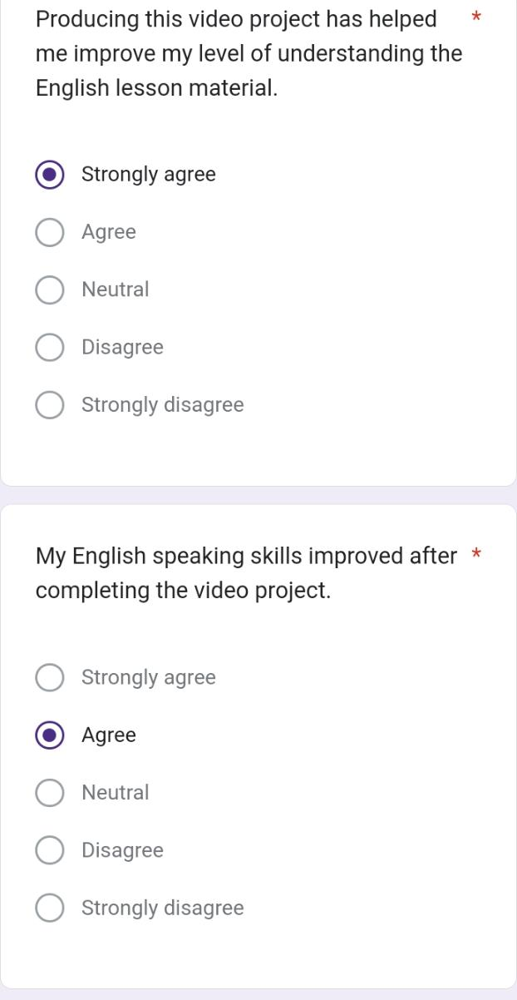 Producing this video project has helped *
me improve my level of understanding the
English lesson material.
Strongly agree
Agree
Neutral
Disagree
Strongly disagree
My English speaking skills improved after *
completing the video project.
Strongly agree
Agree
Neutral
Disagree
Strongly disagree